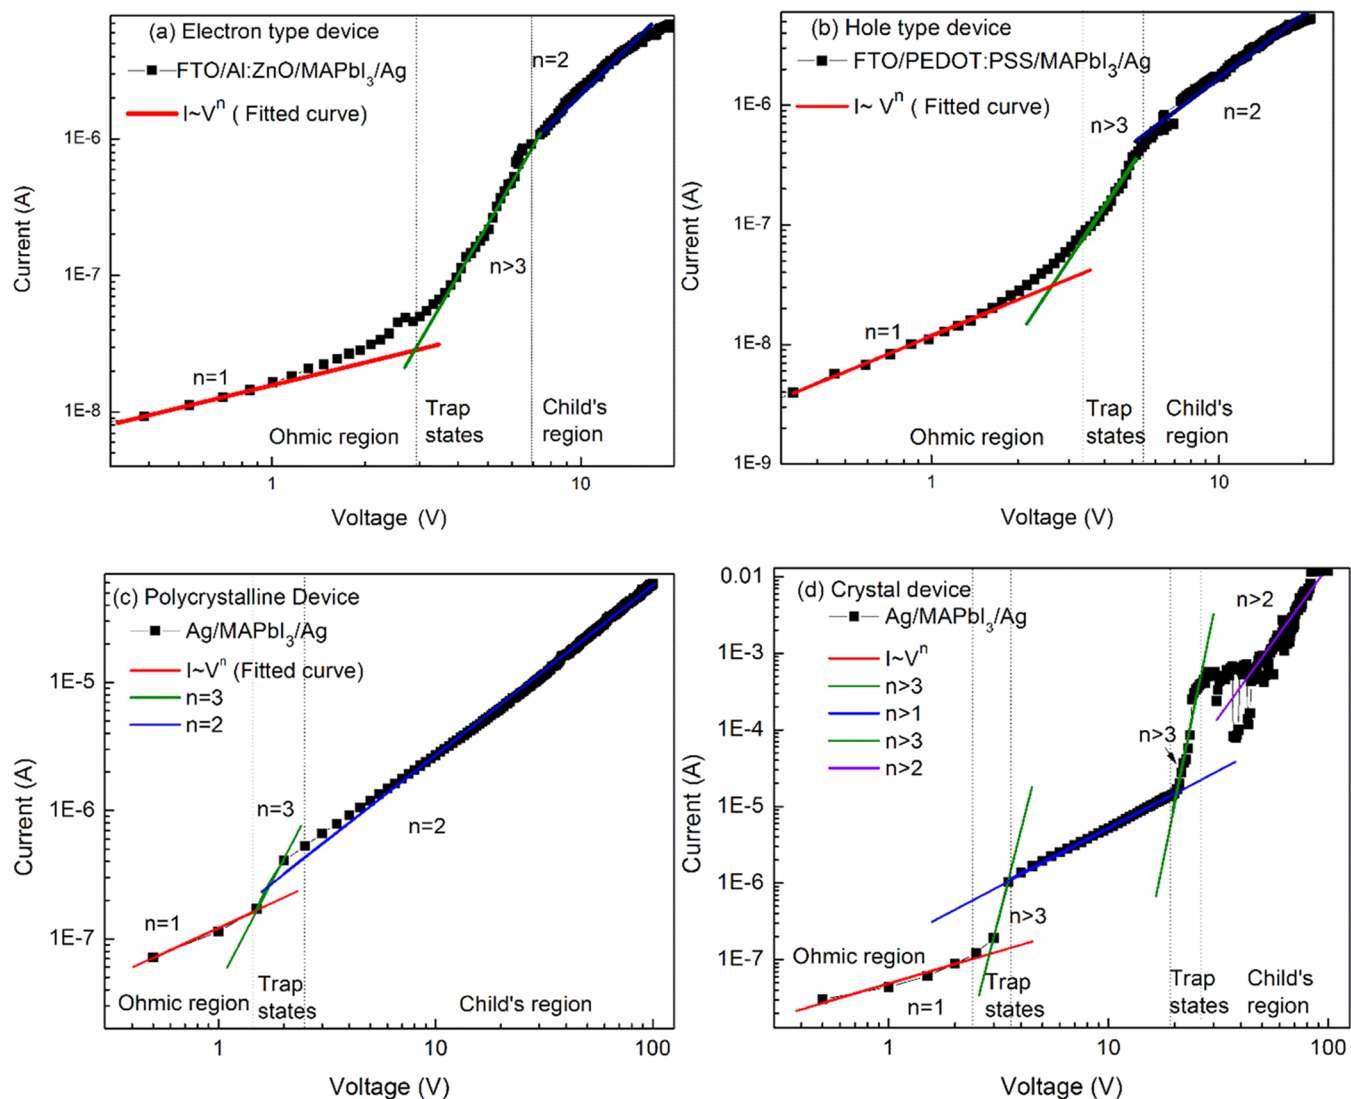 (a) Electron type device
FTO/Al:ZnO/MAPbI3/Ag
I~V^n ( Fitted curve)
n=2
n>3
n=1
Ohmic region
Trap
states
Child's
region
1E-6
1E-7
1E-8
Current (A)
1
10
Voltage (V)
(b) Hole type device
FTO/PEDOT:PSS/MAPbI3/Ag
I~ V^n (Fitted curve)
n>3
n=2
n=1
Ohmic region
Trap
states
Child's
region
1E-6
1E-7
1E-8
1E-9
Current (A)
1
10
Voltage (V)
(c) Polycrystalline Device
Ag/MAPbI3/Ag
I~V^n (Fitted curve)
n=3
n=2
n=3
n=2
n=1
Ohmic region
Trap
states
Child's region
1E-5
1E-6
1E-7
Current (A)
1
10
100
Voltage (V)
(d) Crystal device
Ag/MAPbI3/Ag
I~V^n
n>3
n>1
n>3
n>2
n>2
n>3
n>3
Ohmic region
n=1
Trap
states
Trap
states
Child's
region
0.01
1E-3
1E-4
1E-5
1E-6
1E-7
Current (A)
1
10
100
Voltage (V)